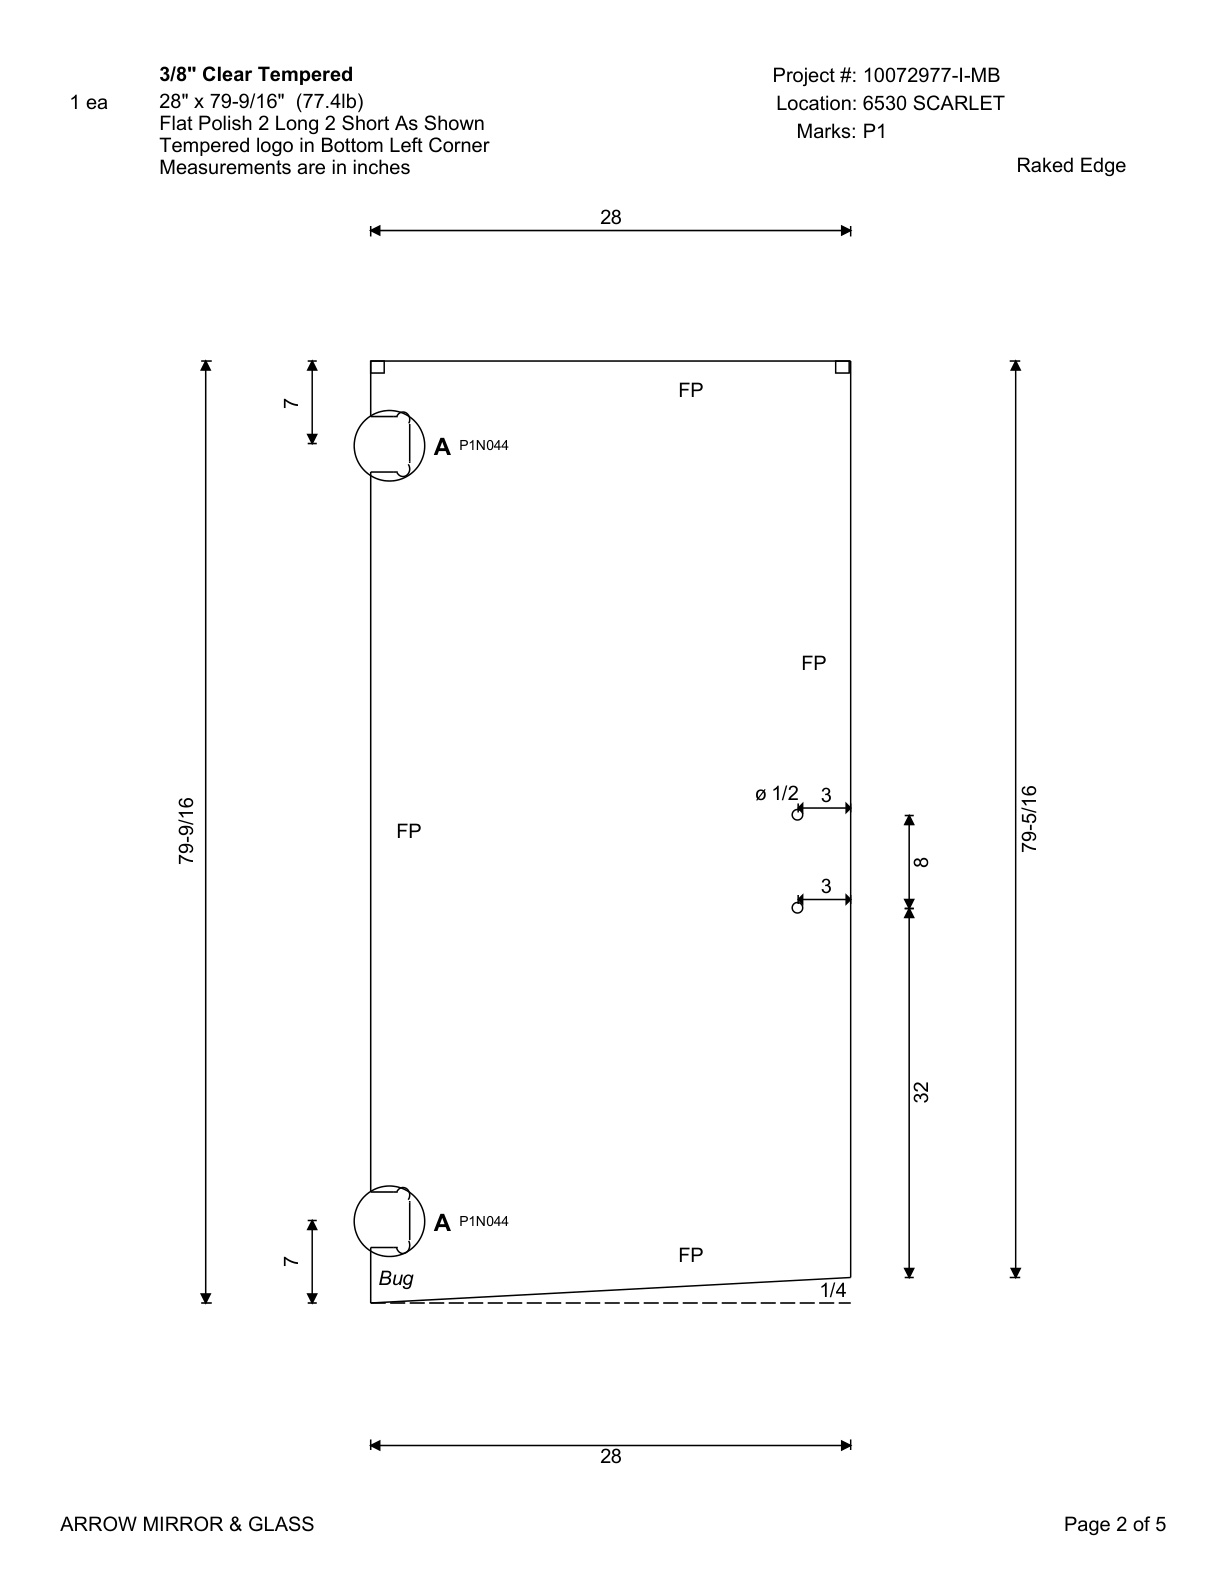 3/8" Clear Tempered
1 ea
28" x 79-9/16" (77.4lb)
Flat Polish 2 Long 2 Short As Shown
Tempered logo in Bottom Left Corner
Measurements are in inches
Project #: 10072977-I-MB
Location: 6530 SCARLET
Marks: P1
Raked Edge
28
7
FP
A P1N044
FP
79-9/16
FP
ø 1/2
3
8
79-5/16
3
32
A P1N044
7
FP
Bug
1/4
28
ARROW MIRROR & GLASS
Page 2 of 5